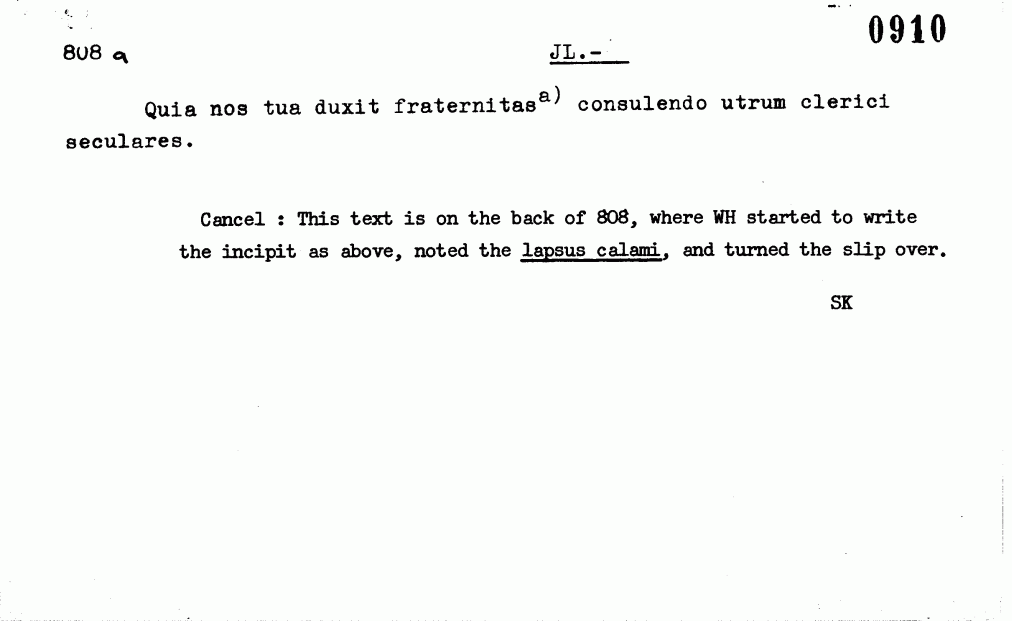 0910
808 a
JL.-
Quia nos tua duxit fraternitas a) consulendo utrum clerici
seculares.
Cancel : This text is on the back of 808, where WH started to write
the incipit as above, noted the lapsus calami, and turned the slip over.
SK